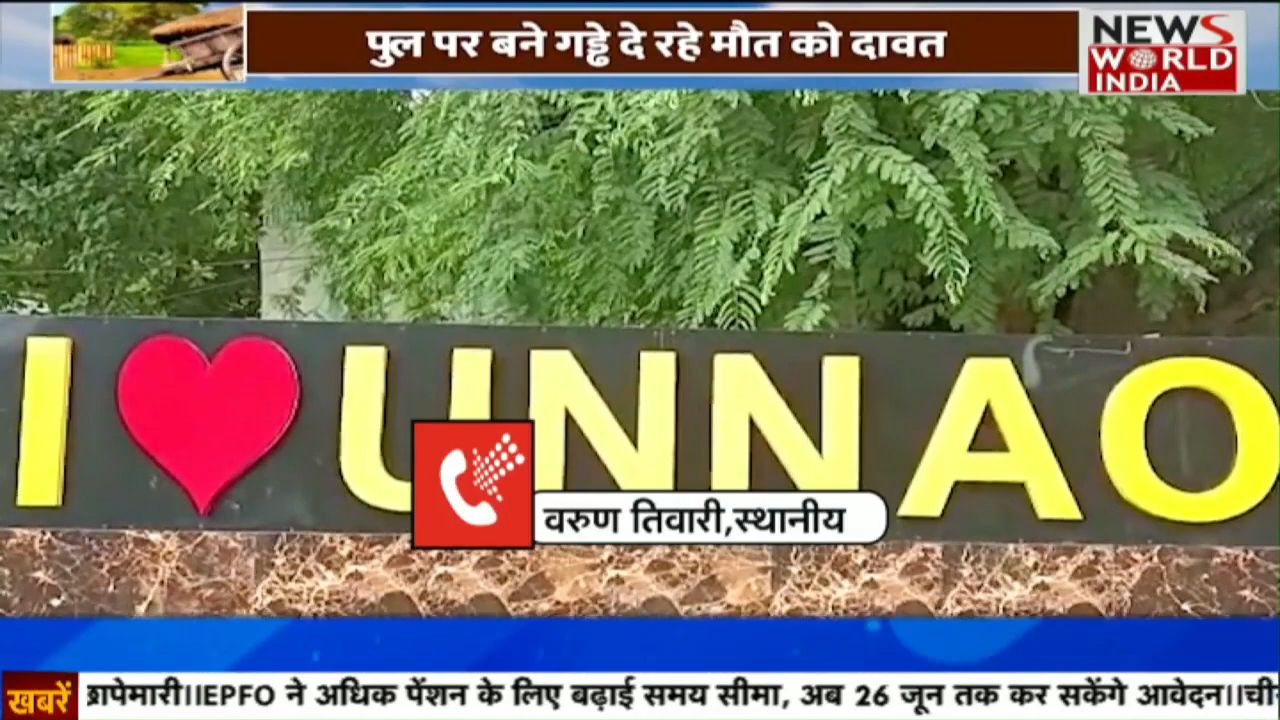 पुल पर बने गड्ढे दे रहे मौत को दावत
NEWS
WORLD
INDIA
I ❤ UNNAO
वरुण तिवारी,स्थानीय
खबरें
छापेमारी।।EPFO ने अधिक पेंशन के लिए बढ़ाई समय सीमा, अब 26 जून तक कर सकेंगे आवेदन।।